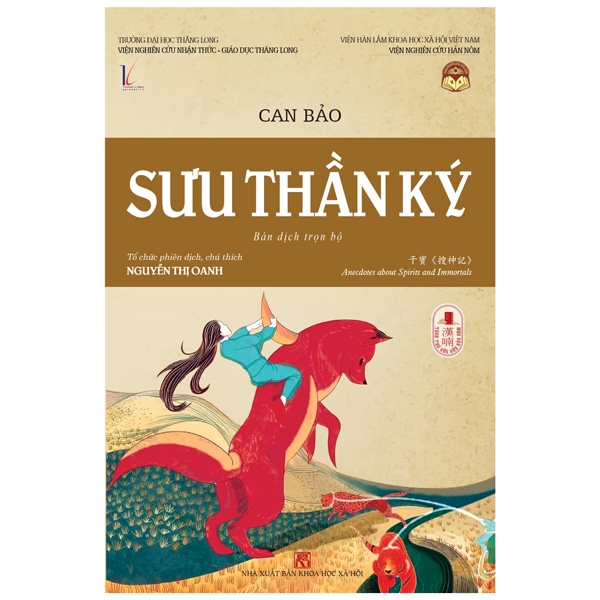 TRƯỜNG ĐẠI HỌC THĂNG LONG
VIỆN NGHIÊN CỨU NHẬN THỨC - GIÁO DỤC THĂNG LONG
VIỆN HÀN LÂM KHOA HỌC XÃ HỘI VIỆT NAM
VIỆN NGHIÊN CỨU HÁN NÔM
CAN BẢO
SƯU THẦN KÝ
Bản dịch trọn bộ
Tổ chức phiên dịch, chú thích
NGUYỄN THỊ OANH
干寶《搜神記》
Anecdotes about Spirits and Immortals
漢喃
NHÀ XUẤT BẢN KHOA HỌC XÃ HỘI